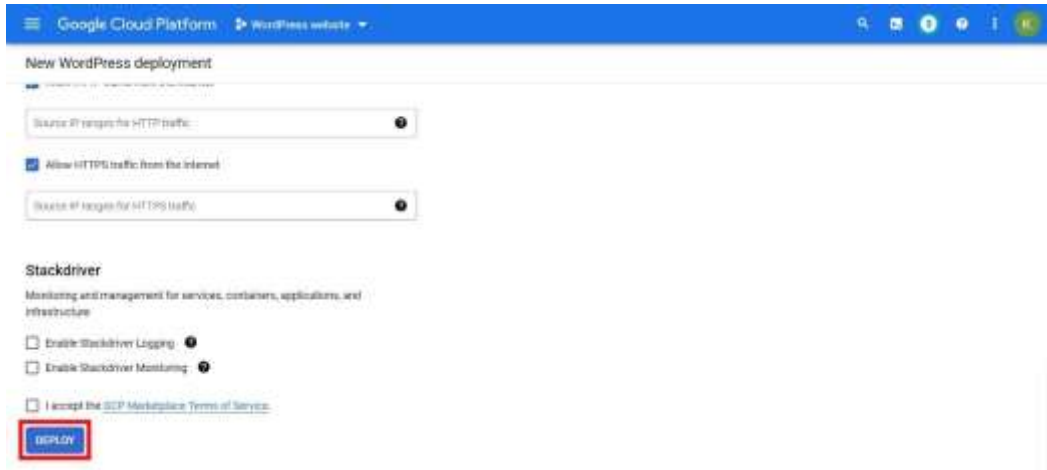 Google Cloud Platform WordPress website
New WordPress deployment
Source IP ranges for HTTP traffic
Allow HTTPS traffic from the Internet
Source IP ranges for HTTPS traffic
Stackdriver
Monitoring and management for services, containers, applications, and
infrastructure
Enable Stackdriver Logging
Enable Stackdriver Monitoring
I accept the GCP Marketplace Terms of Service.
DEPLOY